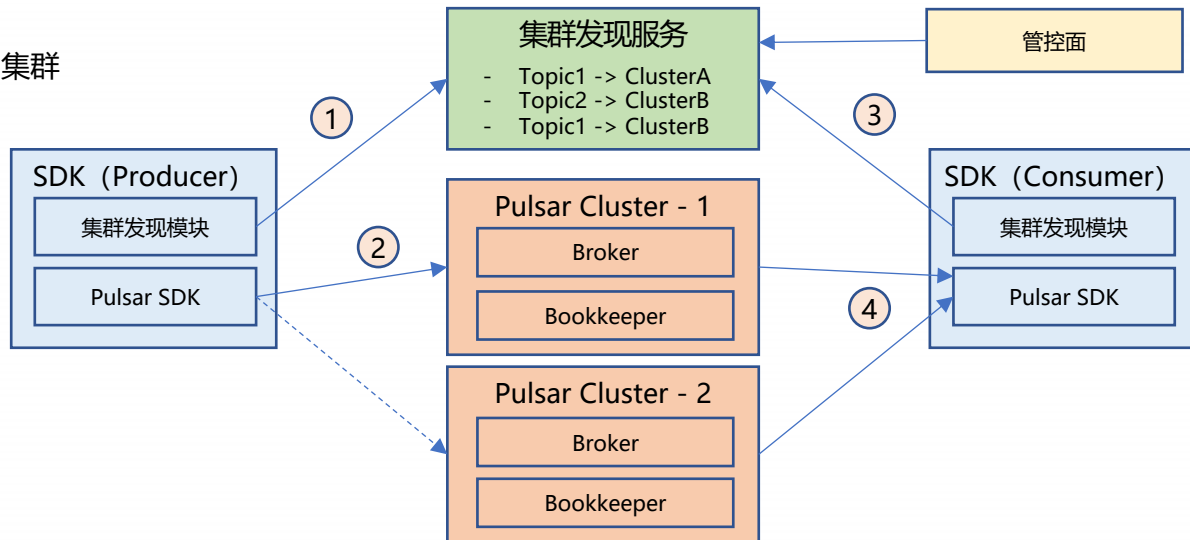 集群
集群发现服务
- Topic1 -> ClusterA
- Topic2 -> ClusterB
- Topic1 -> ClusterB
管控面
1
3
SDK（Producer）
集群发现模块
Pulsar SDK
2
Pulsar Cluster - 1
Broker
Bookkeeper
4
SDK（Consumer）
集群发现模块
Pulsar SDK
Pulsar Cluster - 2
Broker
Bookkeeper